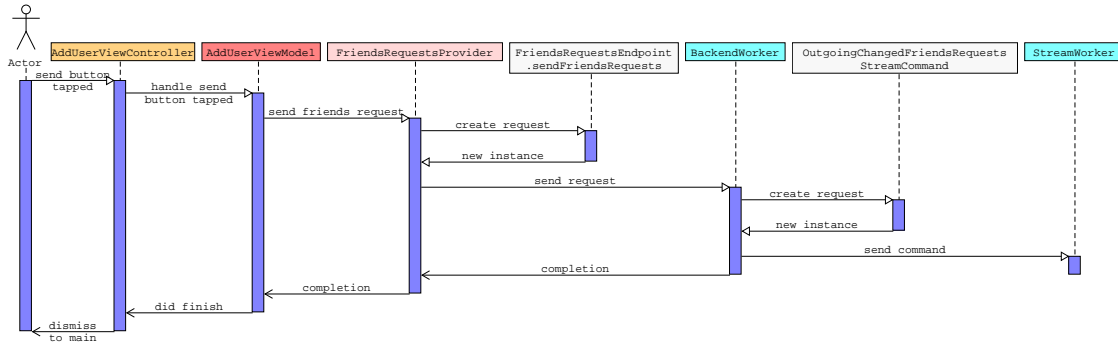 Actor
AddUserViewController
AddUserViewModel
FriendsRequestsProvider
FriendsRequestsEndpoint
.sendFriendsRequests
BackendWorker
OutgoingChangedFriendsRequests
StreamCommand
StreamWorker
send button
tapped
handle send
button tapped
send friends request
create request
new instance
send request
create request
new instance
send command
completion
completion
did finish
dismiss
to main